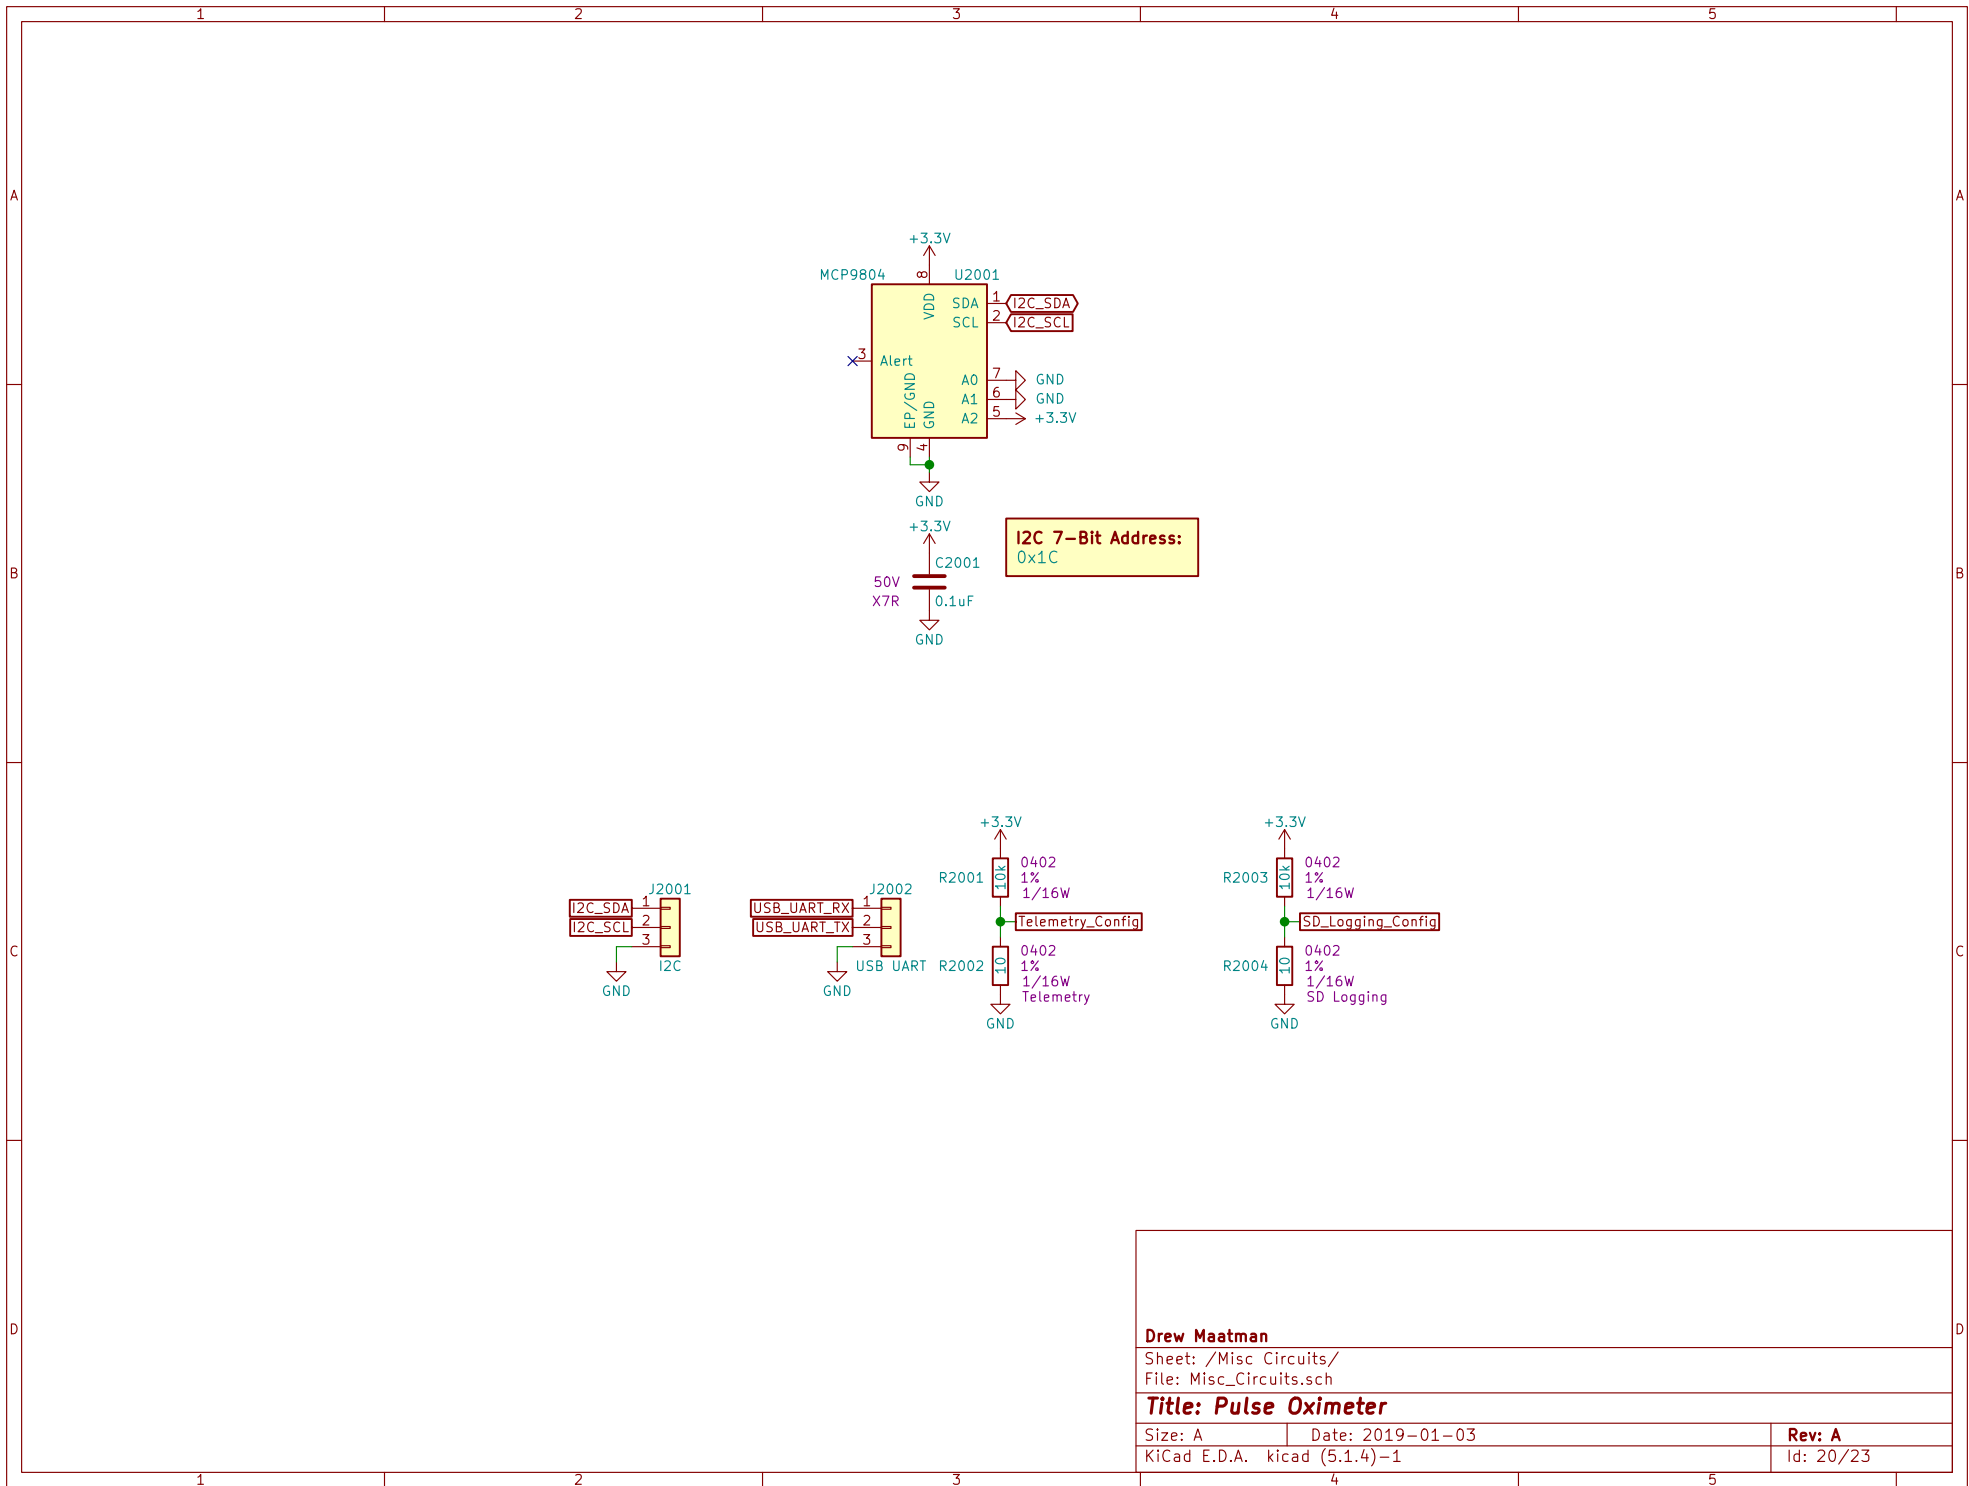 1 2 3 4 5
A A
+3.3V
MCP9804 8 U2001
VDD SDA 1 I2C_SDA
SCL 2 I2C_SCL
3 Alert
A0 7 GND
A1 6 GND
A2 5 +3.3V
EP/GND GND
9 4
GND
+3.3V
I2C 7-Bit Address:
0x1C
C2001
50V
X7R 0.1uF
GND
B B
+3.3V
R2001 10k 0402
1%
1/16W
Telemetry_Config
R2002 10 0402
1%
1/16W
Telemetry
GND
+3.3V
R2003 10k 0402
1%
1/16W
SD_Logging_Config
R2004 10 0402
1%
1/16W
SD Logging
GND
J2001
I2C_SDA 1
I2C_SCL 2
3
I2C
GND
J2002
USB_UART_RX 1
USB_UART_TX 2
3
USB UART
GND
C C
D D
Drew Maatman
Sheet: /Misc Circuits/
File: Misc_Circuits.sch
Title: Pulse Oximeter
Size: A Date: 2019-01-03 Rev: A
KiCad E.D.A. kicad (5.1.4)-1 Id: 20/23
1 2 3 4 5